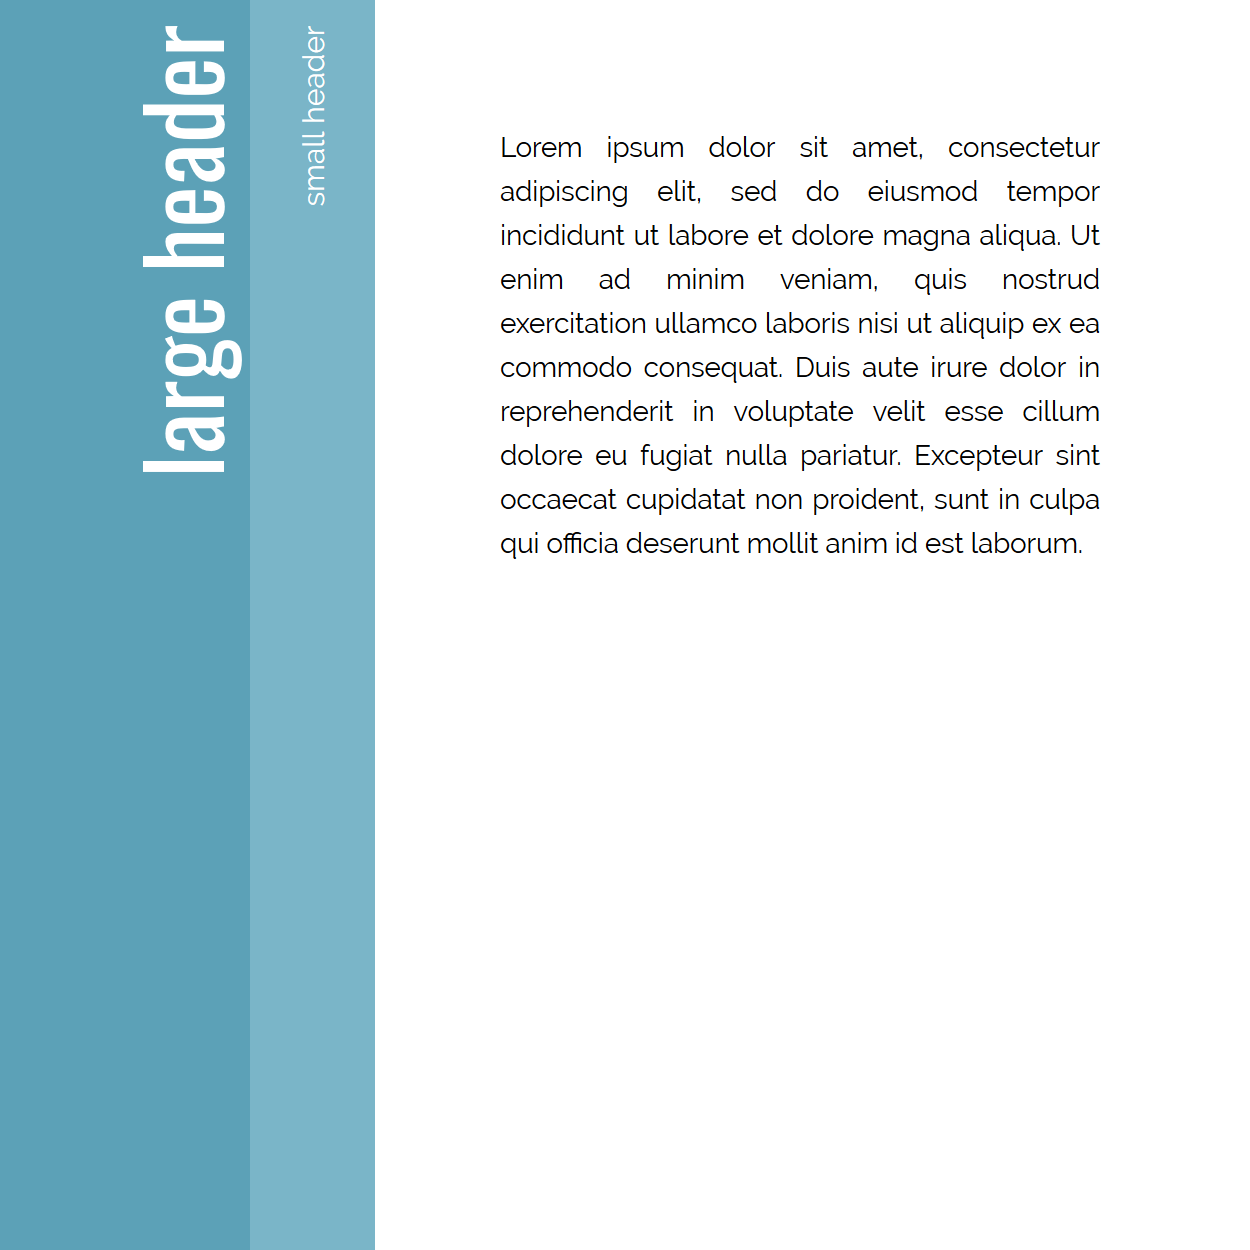 large header
small header
Lorem ipsum dolor sit amet, consectetur
adipiscing elit, sed do eiusmod tempor
incididunt ut labore et dolore magna aliqua. Ut
enim ad minim veniam, quis nostrud
exercitation ullamco laboris nisi ut aliquip ex ea
commodo consequat. Duis aute irure dolor in
reprehenderit in voluptate velit esse cillum
dolore eu fugiat nulla pariatur. Excepteur sint
occaecat cupidatat non proident, sunt in culpa
qui officia deserunt mollit anim id est laborum.